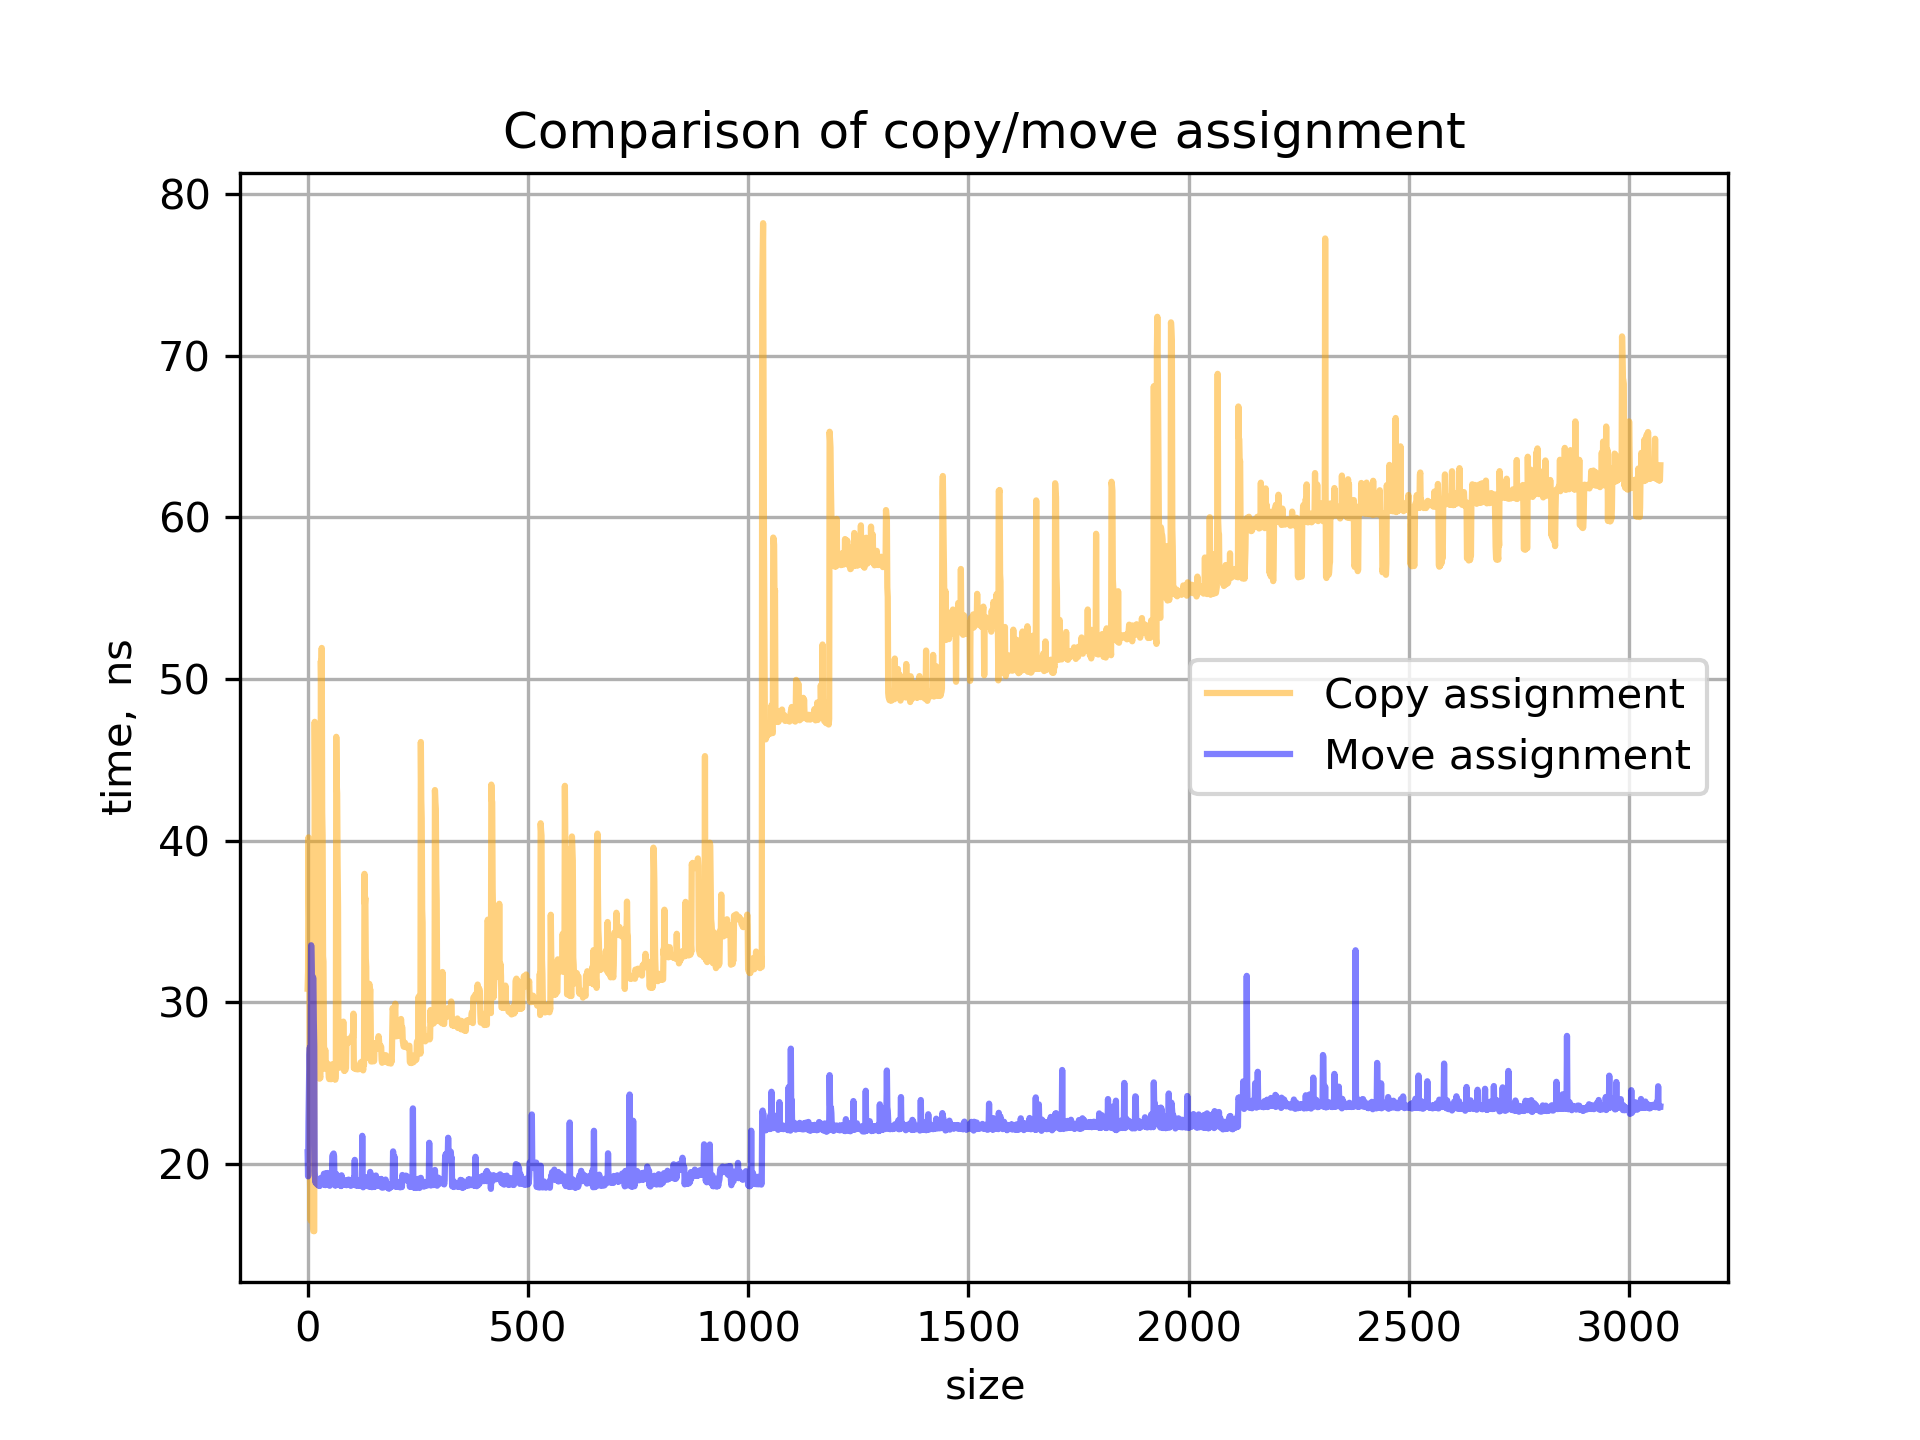 Comparison of copy/move assignment
80
70
60
50
40
30
20
time, ns
Copy assignment
Move assignment
0 500 1000 1500 2000 2500 3000
size